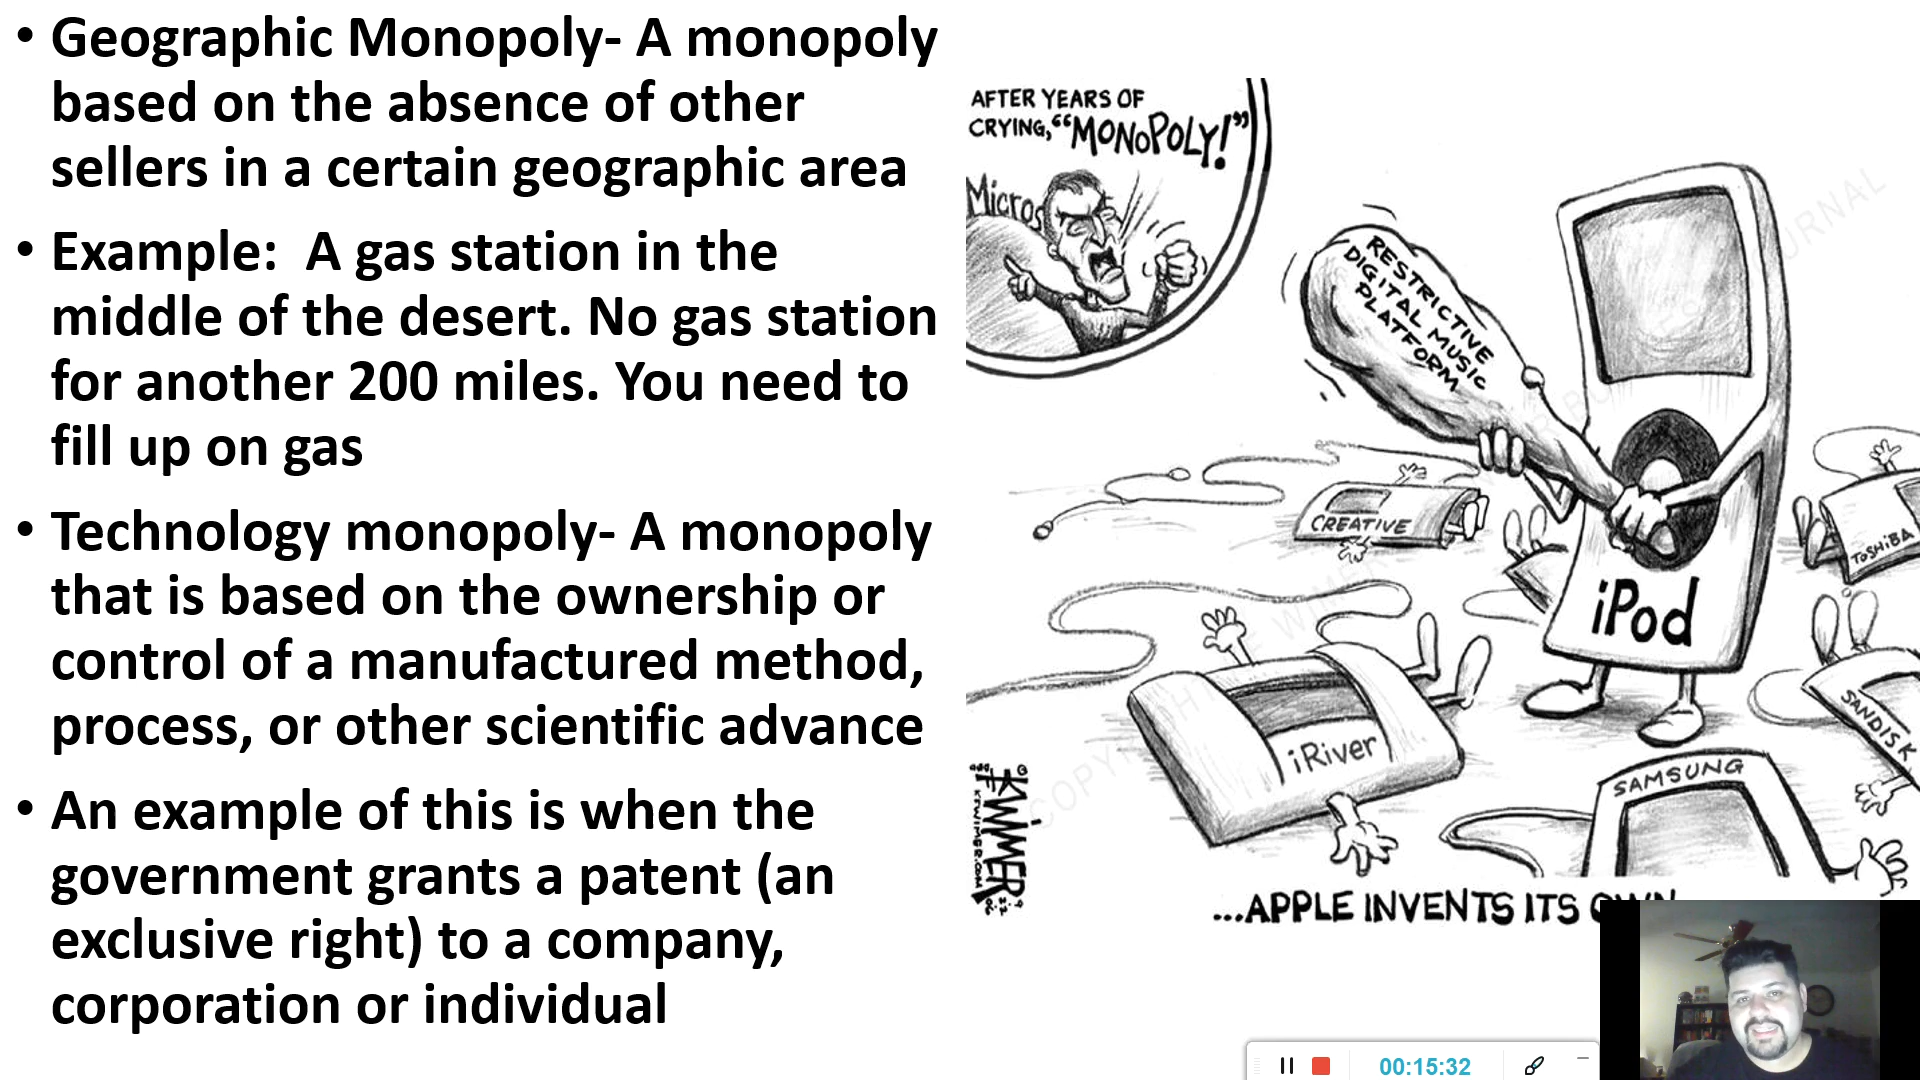 • Geographic Monopoly- A monopoly
based on the absence of other
sellers in a certain geographic area
• Example:  A gas station in the
middle of the desert. No gas station
for another 200 miles. You need to
fill up on gas
• Technology monopoly- A monopoly
that is based on the ownership or
control of a manufactured method,
process, or other scientific advance
• An example of this is when the
government grants a patent (an
exclusive right) to a company,
corporation or individual
AFTER YEARS OF
CRYING, “MONOPOLY!”
Micros
RESTRICTIVE
DIGITAL MUSIC
PLATFORM
CREATIVE
TOSHiBA
iPod
iRiver
SANDISK
SAMSUNG
©KWIMMER
KFWIMER.COM
...APPLE INVENTS ITS OWN
00:15:32